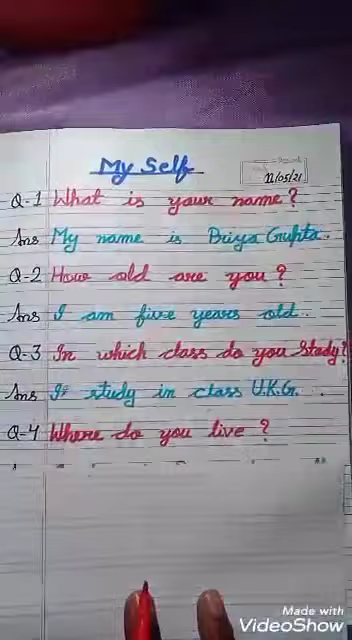 My Self
12/05/21
Q-1 What is your name?
Ans My name is Priya Gupta.
Q-2 How old are you?
Ans I am five years old.
Q-3 In which class do you study?
Ans I study in class U.K.G.
Q-4 Where do you live?
Made with
VideoShow